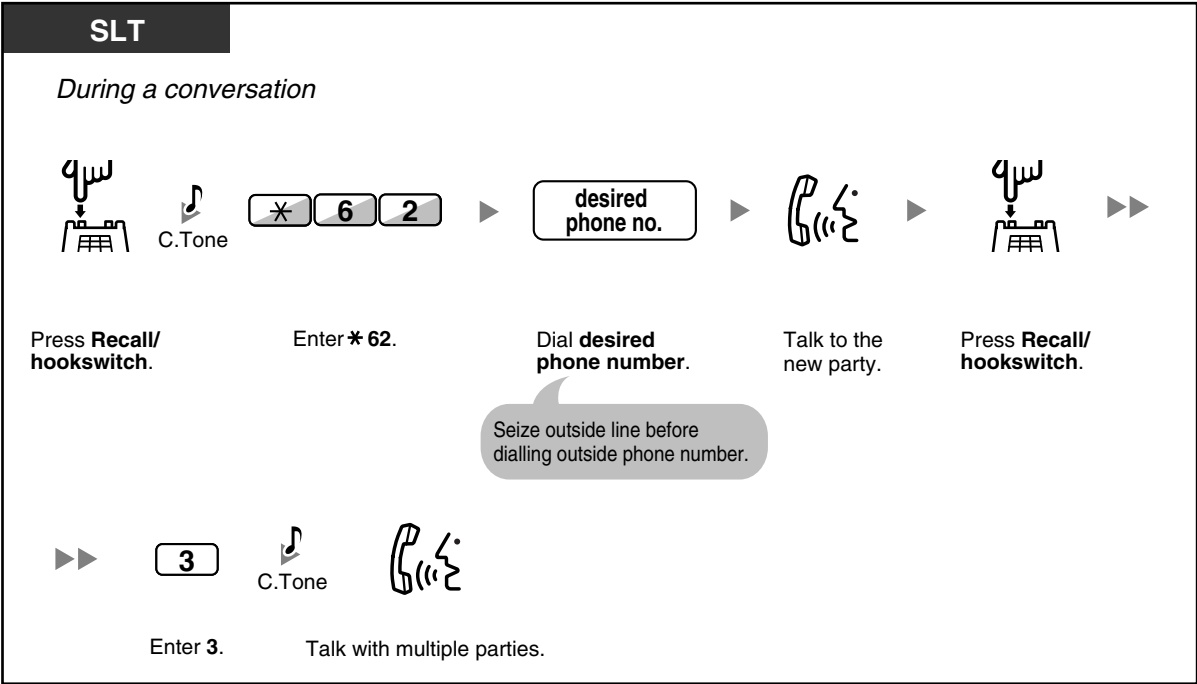 SLT
During a conversation
C.Tone
* 6 2
desired
phone no.
Press Recall/
hookswitch.
Enter * 62.
Dial desired
phone number.
Talk to the
new party.
Press Recall/
hookswitch.
Seize outside line before
dialling outside phone number.
3
C.Tone
Enter 3.
Talk with multiple parties.